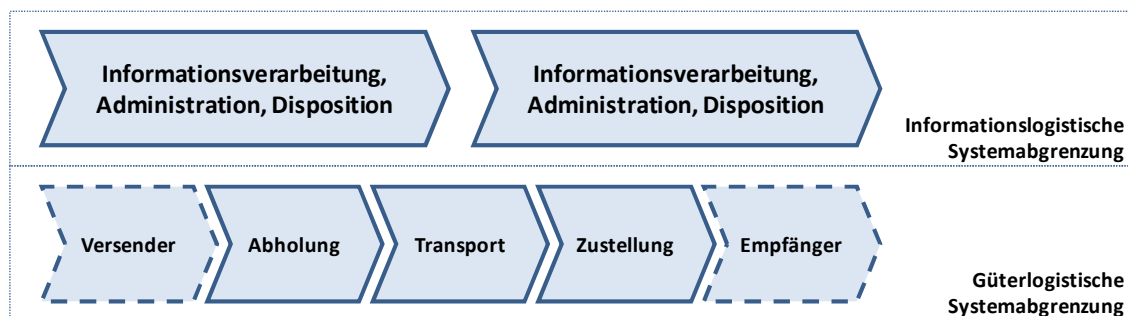 Informationsverarbeitung,
Administration, Disposition
Informationsverarbeitung,
Administration, Disposition
Informationslogistische
Systemabgrenzung
Versender
Abholung
Transport
Zustellung
Empfänger
Güterlogistische
Systemabgrenzung